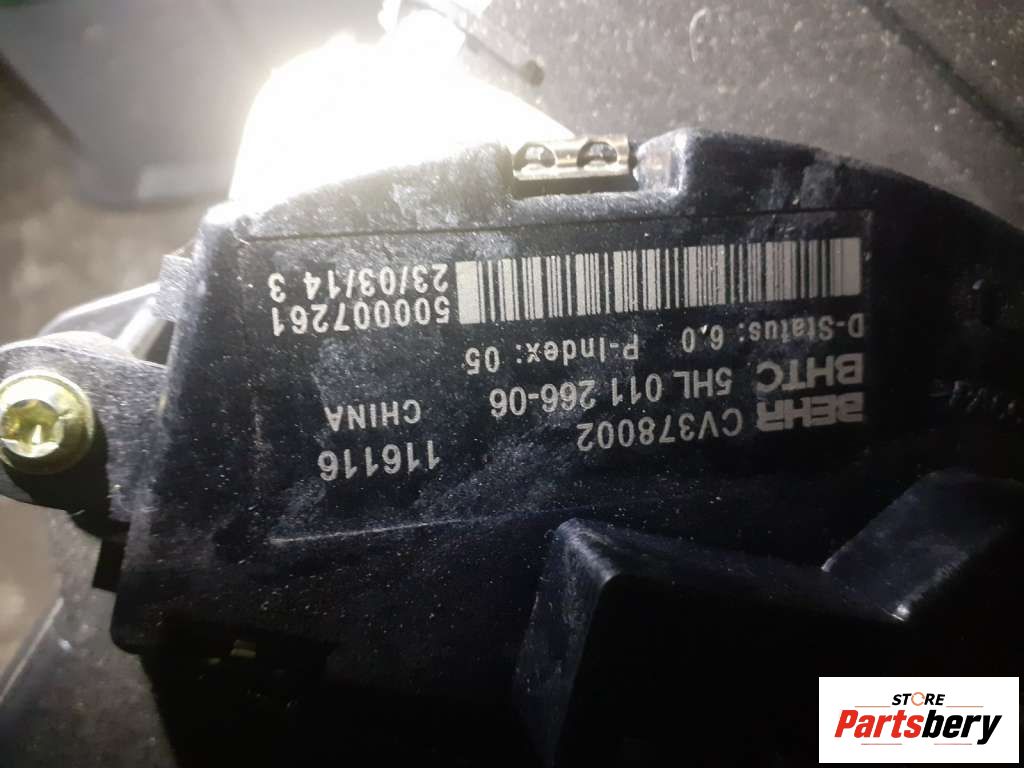 116116
BEHR CV378002
BHTC 5HL 011 266-06 CHINA
D-Status: 6.0 P-Index: 05
500007261
23/03/14 3
STORE
Partsbery